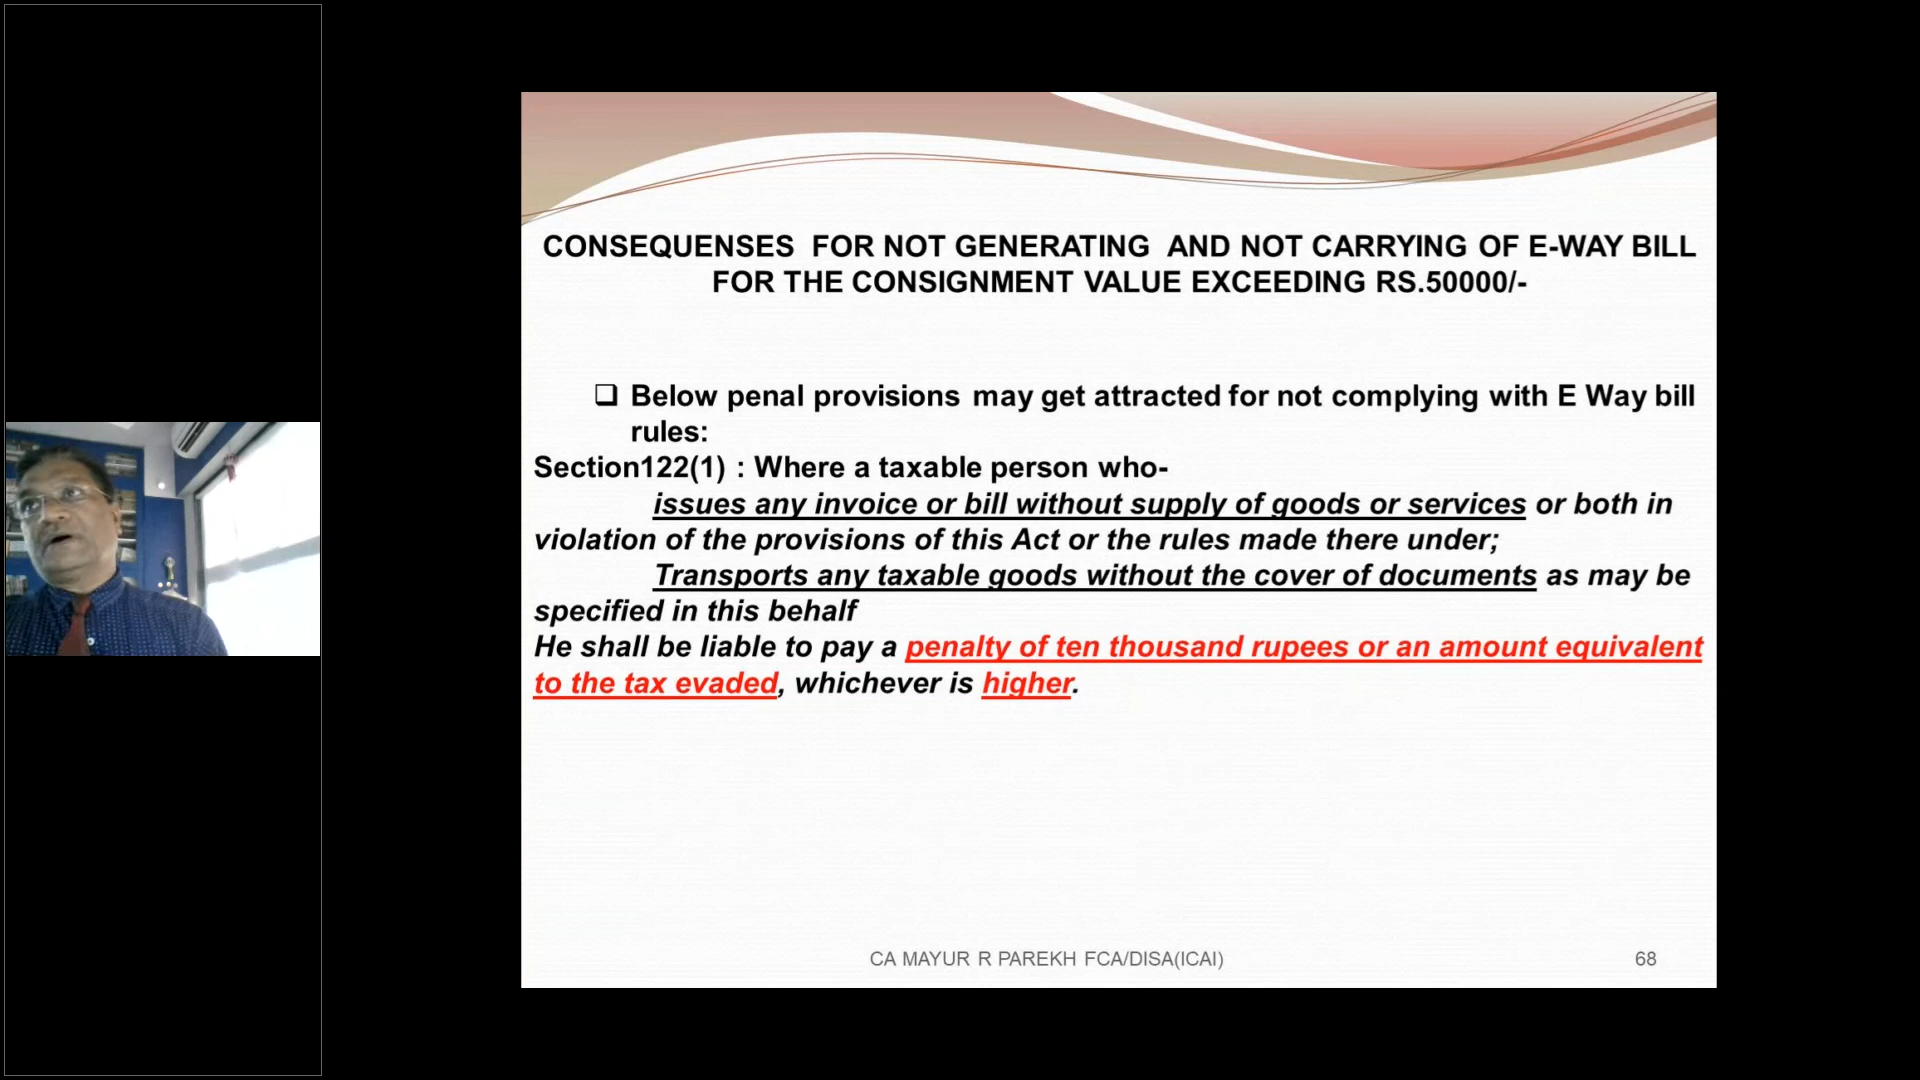 CONSEQUENSES FOR NOT GENERATING AND NOT CARRYING OF E-WAY BILL
FOR THE CONSIGNMENT VALUE EXCEEDING RS.50000/-
❑ Below penal provisions may get attracted for not complying with E Way bill
rules:
Section122(1) : Where a taxable person who-
issues any invoice or bill without supply of goods or services or both in
violation of the provisions of this Act or the rules made there under;
Transports any taxable goods without the cover of documents as may be
specified in this behalf
He shall be liable to pay a penalty of ten thousand rupees or an amount equivalent
to the tax evaded, whichever is higher.
CA MAYUR R PAREKH FCA/DISA(ICAI)
68